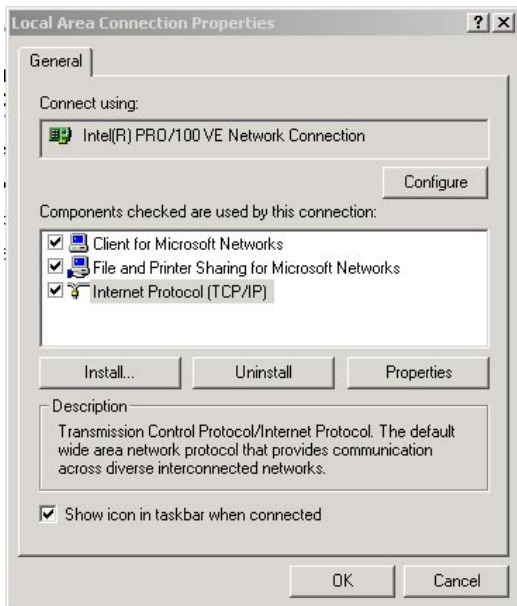 Local Area Connection Properties
General
Connect using:
Intel(R) PRO/100 VE Network Connection
Configure
Components checked are used by this connection:
Client for Microsoft Networks
File and Printer Sharing for Microsoft Networks
Internet Protocol (TCP/IP)
Install...
Uninstall
Properties
Description
Transmission Control Protocol/Internet Protocol. The default
wide area network protocol that provides communication
across diverse interconnected networks.
Show icon in taskbar when connected
OK
Cancel